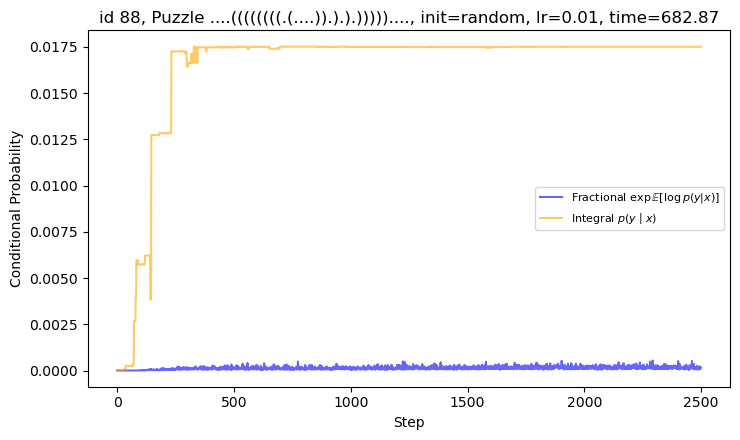 id 88, Puzzle ....((((((((.(....)).).).)))))...., init=random, lr=0.01, time=682.87
0.0175
0.0150
0.0125
0.0100
0.0075
0.0050
0.0025
0.0000
Conditional Probability
Fractional exp𝔼[log p(y|x)]
Integral p(y | x)
0
500
1000
1500
2000
2500
Step